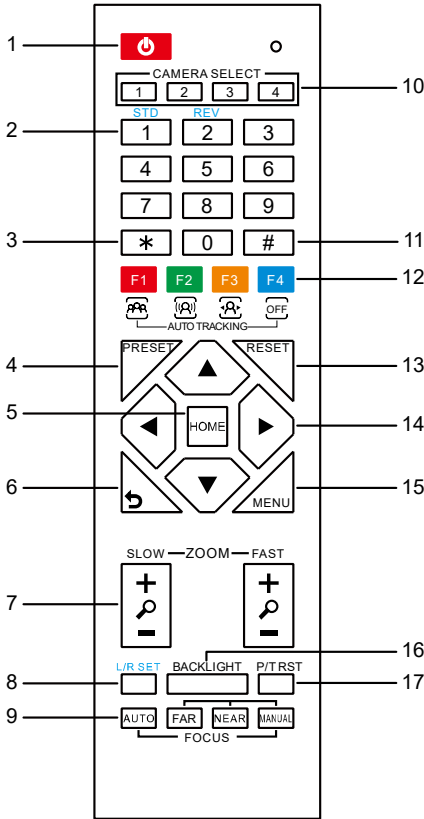 1
CAMERA SELECT
1 2 3 4
10
STD REV
2
1 2 3
4 5 6
7 8 9
3
* 0 #
11
F1 F2 F3 F4
12
OFF
AUTO TRACKING
PRESET RESET
4
13
5
HOME
14
6
MENU
15
SLOW ZOOM FAST
+ +
7
− −
16
L/R SET BACKLIGHT P/T RST
8
17
9
AUTO FAR NEAR MANUAL
FOCUS